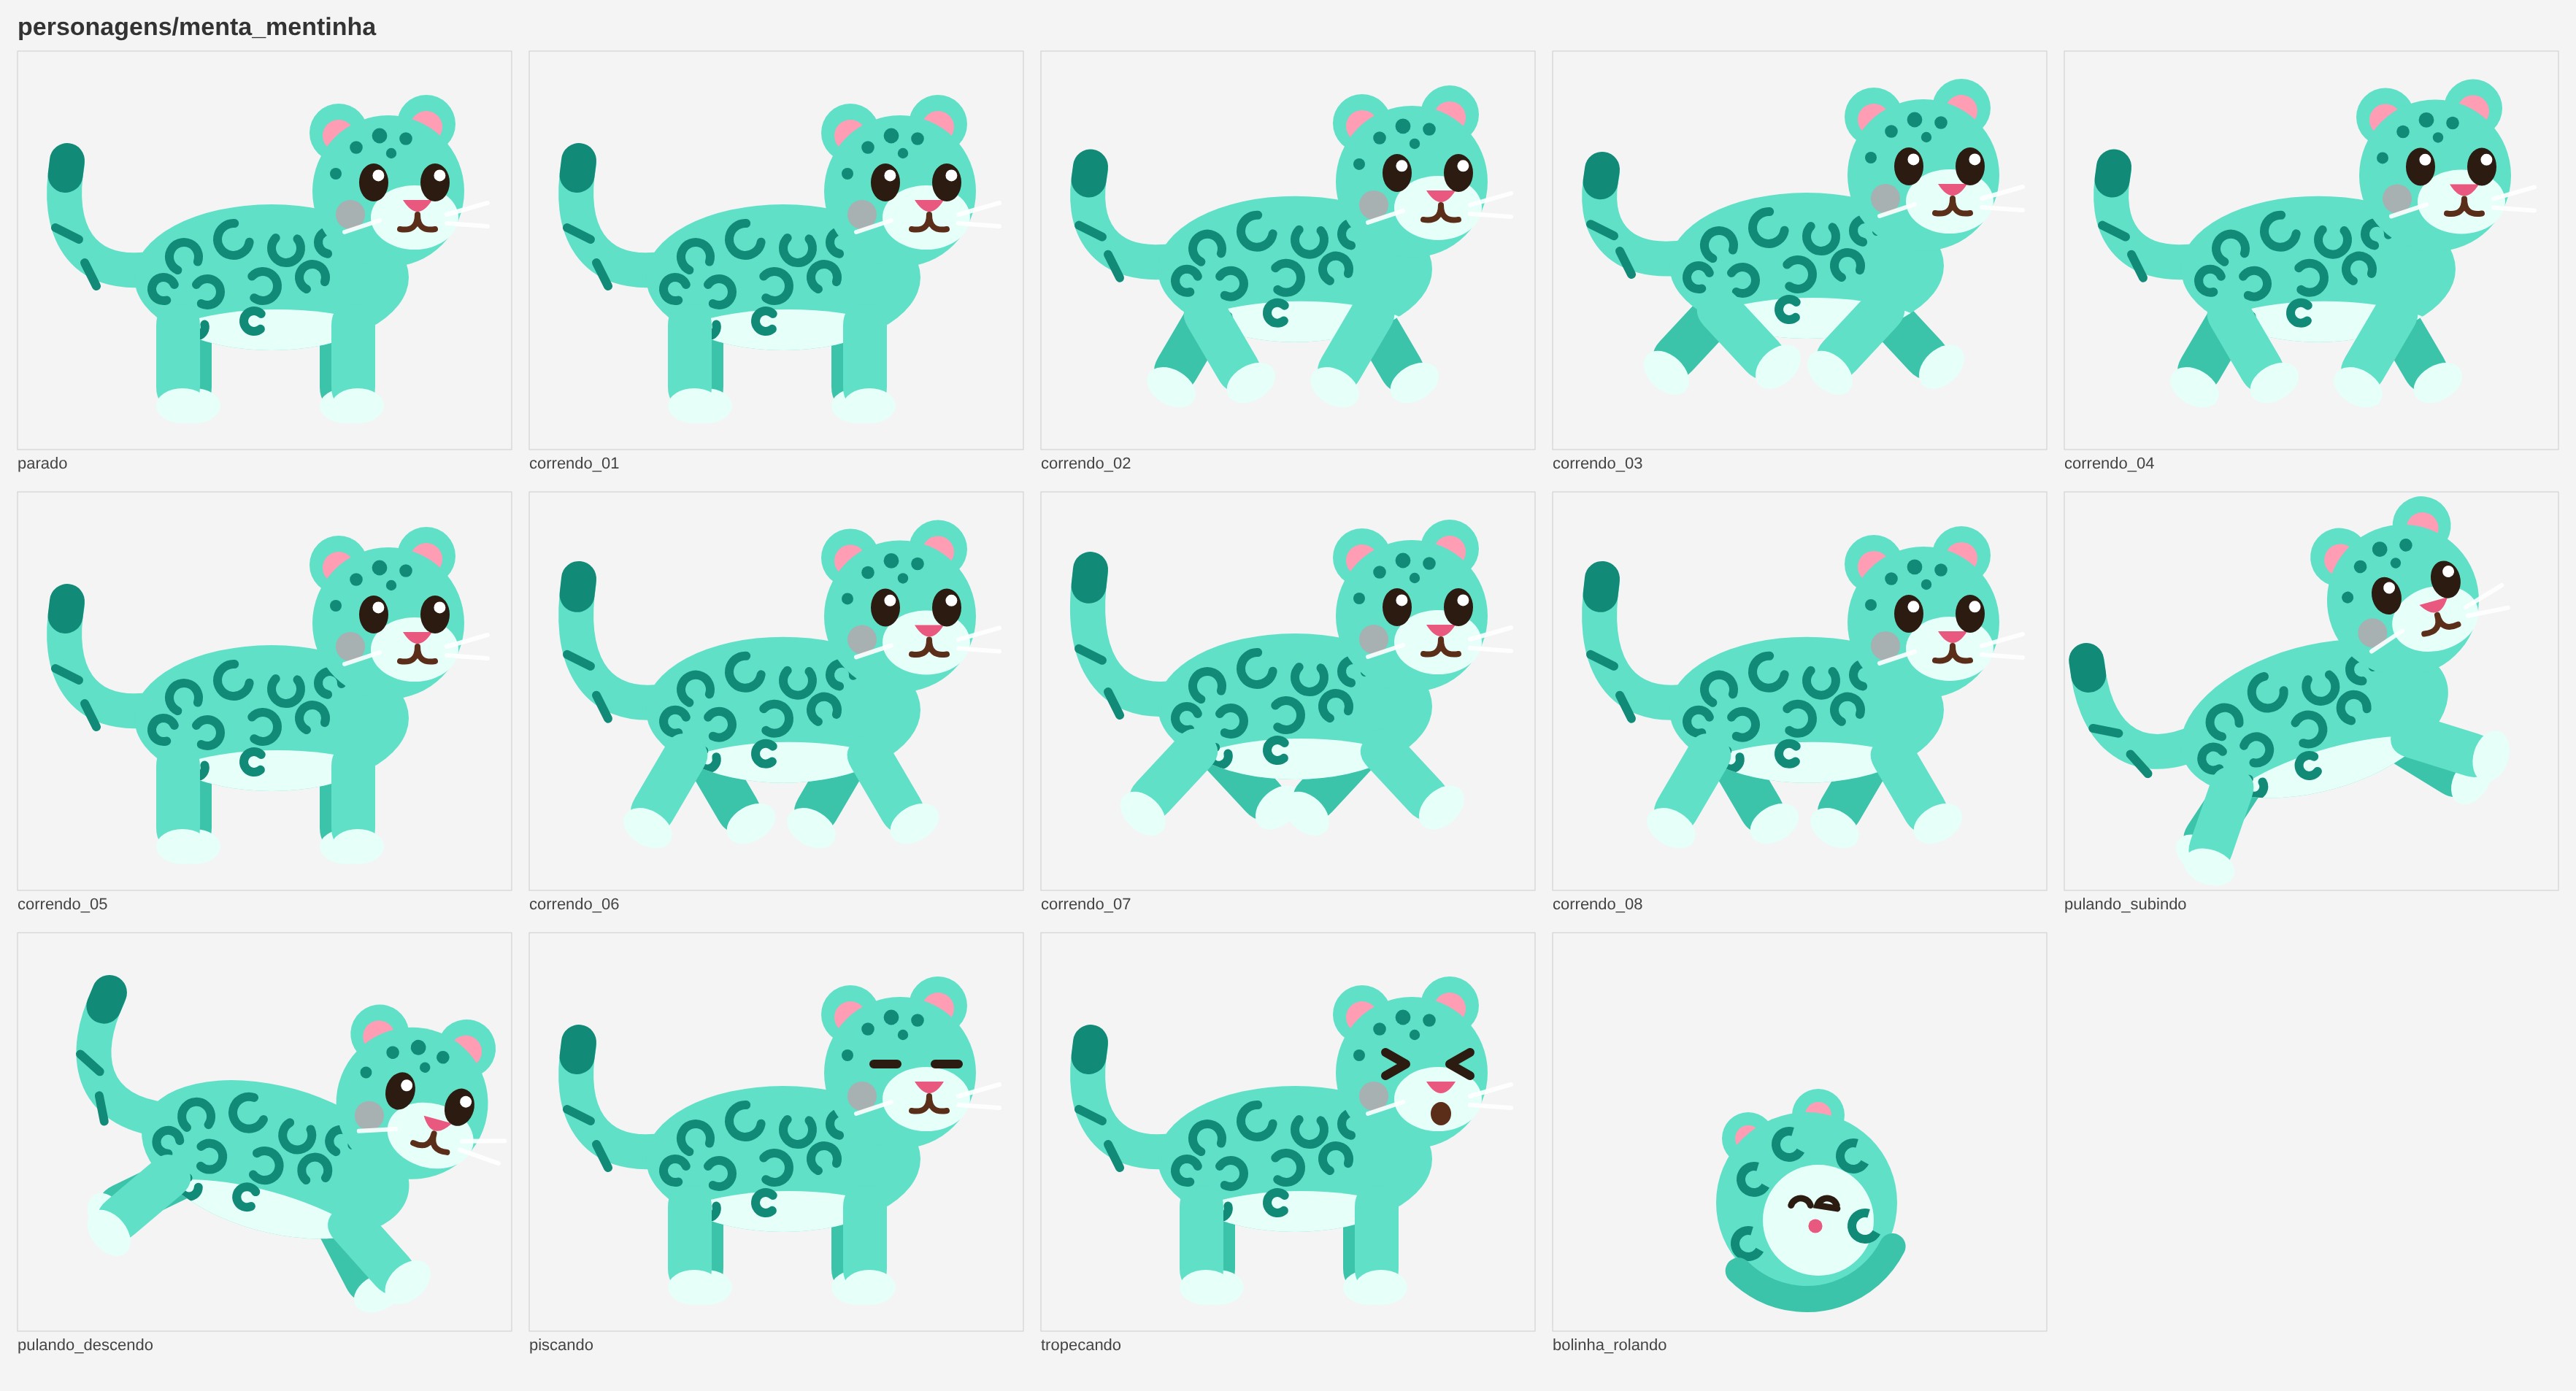 personagens/menta_mentinha
parado
correndo_01
correndo_02
correndo_03
correndo_04
correndo_05
correndo_06
correndo_07
correndo_08
pulando_subindo
pulando_descendo
piscando
tropecando
bolinha_rolando